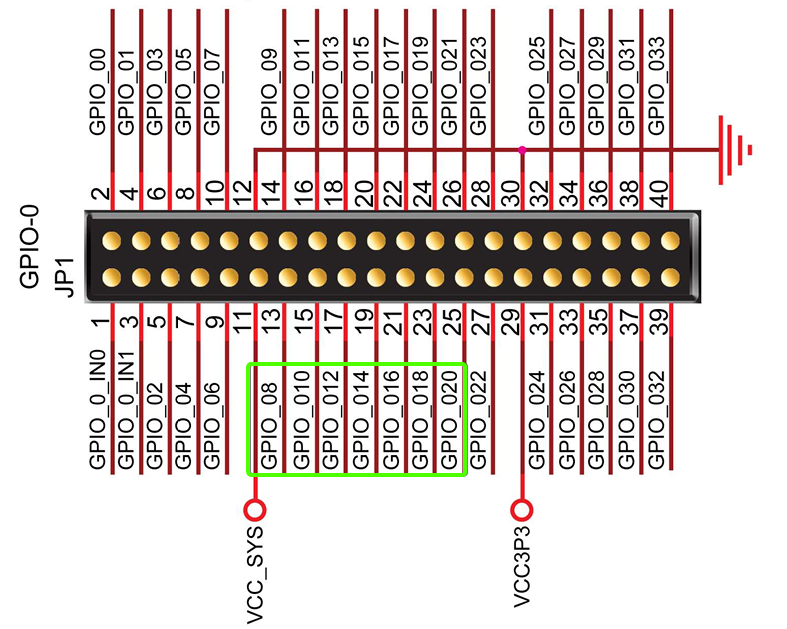 GPIO_00
GPIO_01
GPIO_03
GPIO_05
GPIO_07
GPIO_09
GPIO_011
GPIO_013
GPIO_015
GPIO_017
GPIO_019
GPIO_021
GPIO_023
GPIO_025
GPIO_027
GPIO_029
GPIO_031
GPIO_033
2
4
6
8
10
12
14
16
18
20
22
24
26
28
30
32
34
36
38
40
GPIO-0
JP1
1
3
5
7
9
11
13
15
17
19
21
23
25
27
29
31
33
35
37
39
GPIO_0_IN0
GPIO_0_IN1
GPIO_02
GPIO_04
GPIO_06
GPIO_08
GPIO_010
GPIO_012
GPIO_014
GPIO_016
GPIO_018
GPIO_020
GPIO_022
GPIO_024
GPIO_026
GPIO_028
GPIO_030
GPIO_032
VCC_SYS
VCC3P3